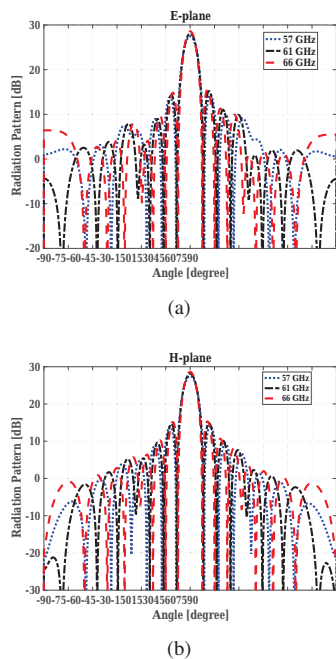 E-plane
30
20
10
0
-10
-20
Radiation Pattern [dB]
57 GHz
61 GHz
66 GHz
-90-75-60-45-30-150153045607590
Angle [degree]
(a)
H-plane
30
20
10
0
-10
-20
-30
Radiation Pattern [dB]
57 GHz
61 GHz
66 GHz
-90-75-60-45-30-150153045607590
Angle [degree]
(b)